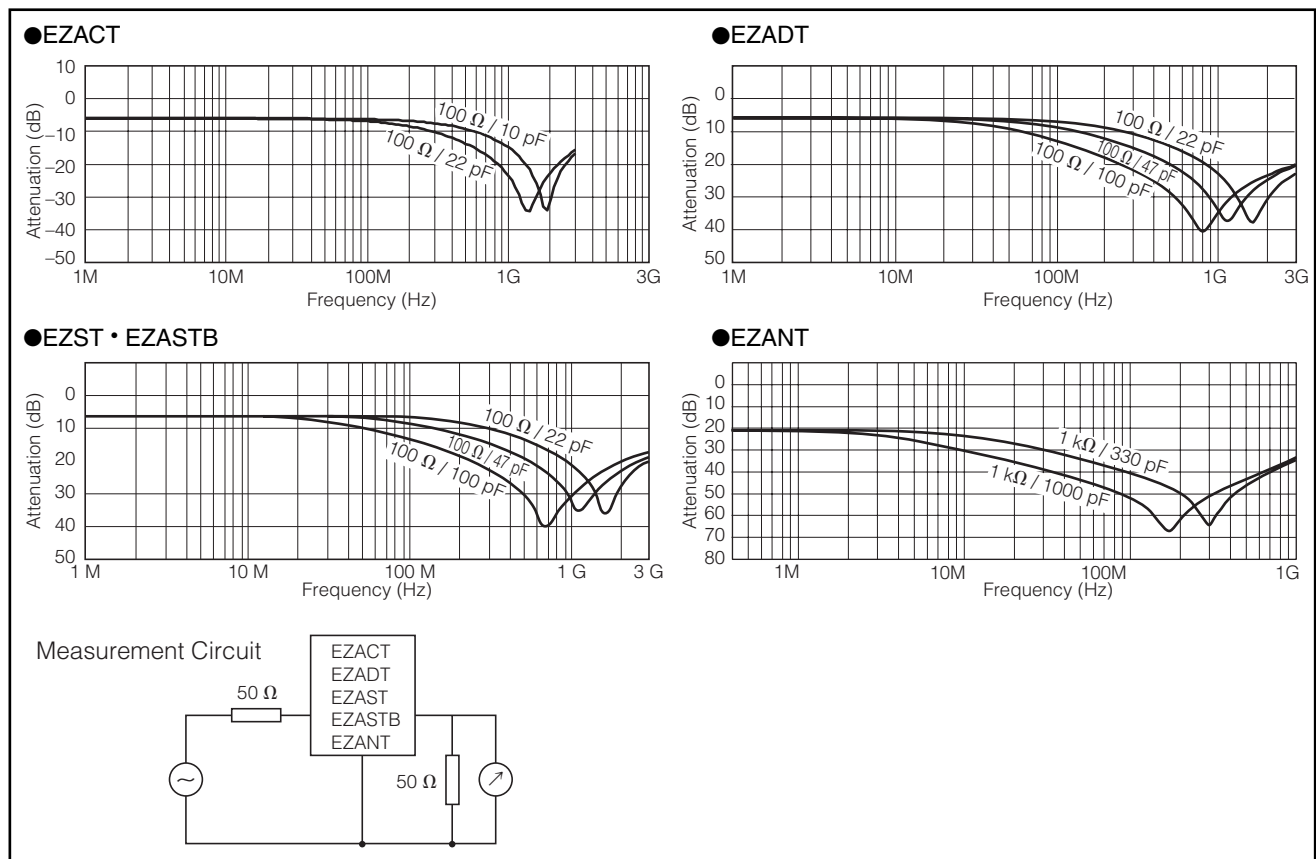 ●EZACT
10
0
–10
–20
–30
–40
–50
Attenuation (dB)
100 Ω / 10 pF
100 Ω / 22 pF
1M 10M 100M 1G 3G
Frequency (Hz)
●EZADT
0
10
20
30
40
50
Attenuation (dB)
100 Ω / 22 pF
100 Ω / 47 pF
100 Ω / 100 pF
1M 10M 100M 1G 3G
Frequency (Hz)
●EZST・EZASTB
0
10
20
30
40
50
Attenuation (dB)
100 Ω / 22 pF
100 Ω / 47 pF
100 Ω / 100 pF
1 M 10 M 100 M 1 G 3 G
Frequency (Hz)
●EZANT
0
10
20
30
40
50
60
70
80
Attenuation (dB)
1 kΩ / 330 pF
1 kΩ / 1000 pF
1M 10M 100M 1G
Frequency (Hz)
Measurement Circuit
50 Ω
EZACT
EZADT
EZAST
EZASTB
EZANT
50 Ω